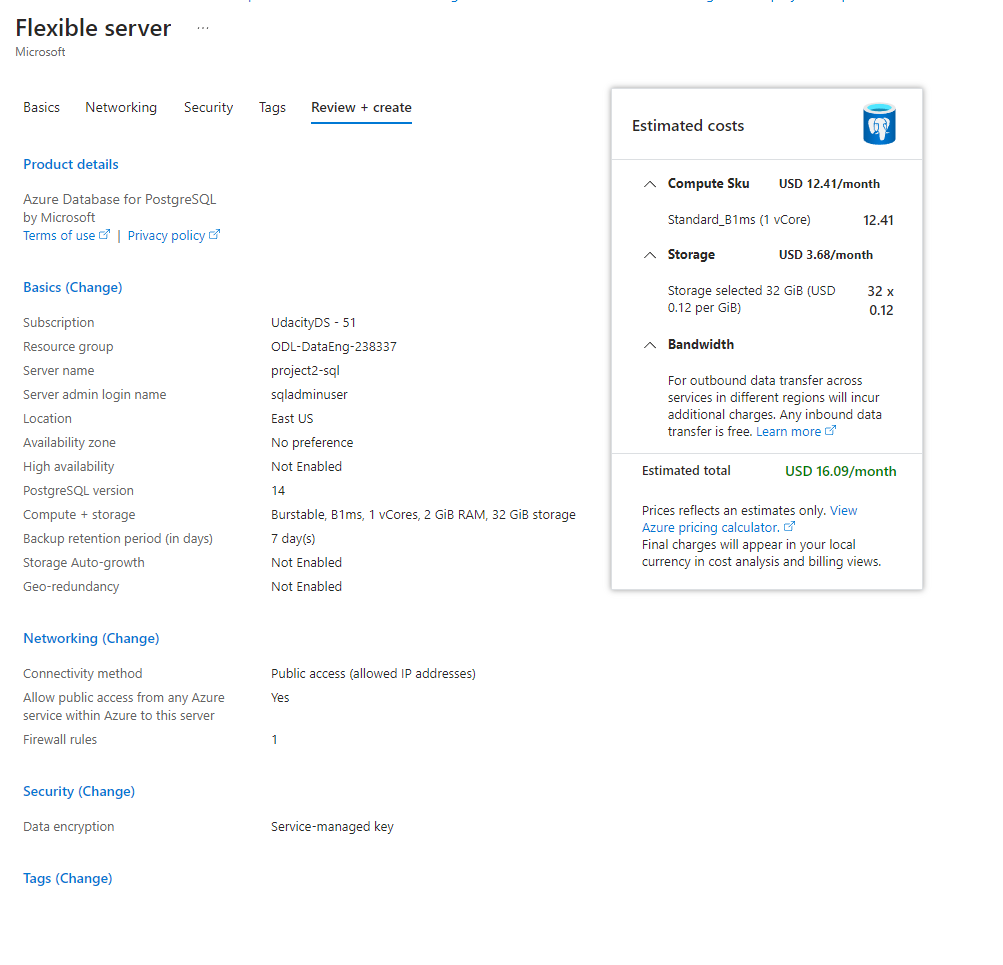 Flexible server ...
Microsoft
Basics Networking Security Tags Review + create
Product details
Azure Database for PostgreSQL
by Microsoft
Terms of use | Privacy policy
Basics (Change)
Subscription UdacityDS - 51
Resource group ODL-DataEng-238337
Server name project2-sql
Server admin login name sqladminuser
Location East US
Availability zone No preference
High availability Not Enabled
PostgreSQL version 14
Compute + storage Burstable, B1ms, 1 vCores, 2 GiB RAM, 32 GiB storage
Backup retention period (in days) 7 day(s)
Storage Auto-growth Not Enabled
Geo-redundancy Not Enabled
Networking (Change)
Connectivity method Public access (allowed IP addresses)
Allow public access from any Azure Yes
service within Azure to this server
Firewall rules 1
Security (Change)
Data encryption Service-managed key
Tags (Change)
Estimated costs
Compute Sku USD 12.41/month
Standard_B1ms (1 vCore) 12.41
Storage USD 3.68/month
Storage selected 32 GiB (USD 32 x
0.12 per GiB) 0.12
Bandwidth
For outbound data transfer across
services in different regions will incur
additional charges. Any inbound data
transfer is free. Learn more
Estimated total USD 16.09/month
Prices reflects an estimates only. View
Azure pricing calculator.
Final charges will appear in your local
currency in cost analysis and billing views.